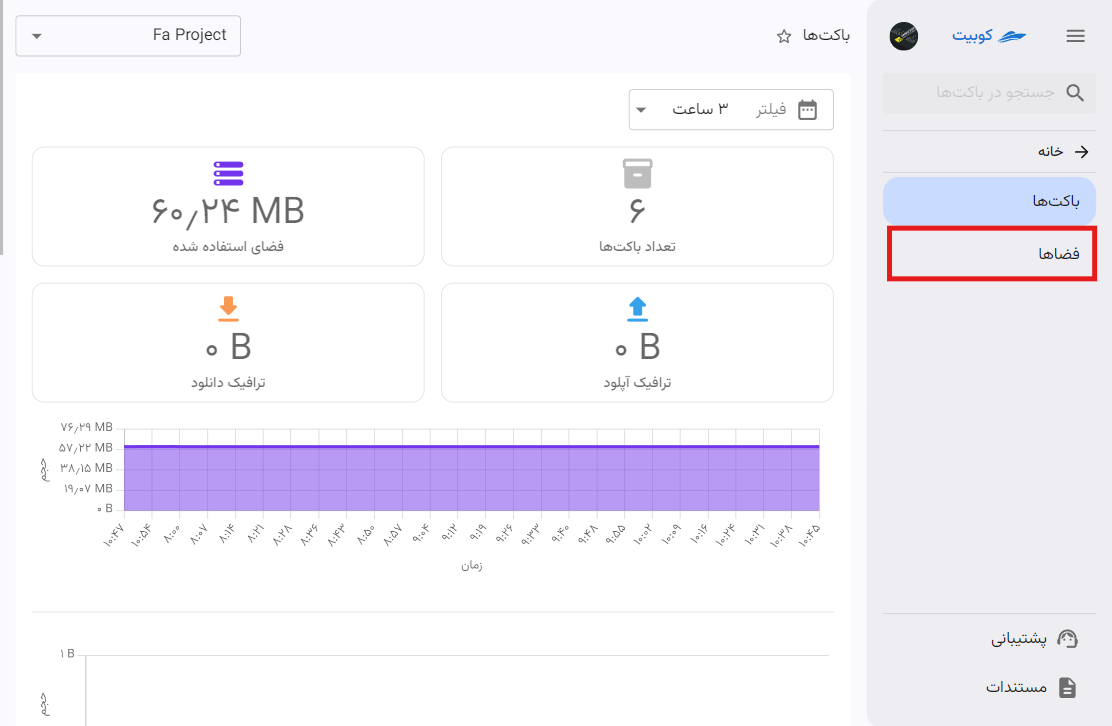 کوبیت
جستجو در باکت‌ها
خانه
باکت‌ها
فضاها
پشتیبانی
مستندات
باکت‌ها
Fa Project
فیلتر
۳ ساعت
۶
تعداد باکت‌ها
۶۰٫۲۴ MB
فضای استفاده شده
۰ B
ترافیک آپلود
۰ B
ترافیک دانلود
۷۶٫۲۹ MB
۵۷٫۲۲ MB
۳۸٫۱۵ MB
۱۹٫۰۷ MB
۰ B
حجم
۱۰:۴۷ ۱۰:۵۴ ۸:۰۰ ۸:۰۷ ۸:۱۴ ۸:۲۱ ۸:۲۸ ۸:۳۶ ۸:۴۳ ۸:۵۰ ۸:۵۷ ۹:۰۴ ۹:۱۲ ۹:۱۹ ۹:۲۶ ۹:۳۳ ۹:۴۰ ۹:۴۸ ۹:۵۵ ۱۰:۰۲ ۱۰:۰۹ ۱۰:۱۶ ۱۰:۲۴ ۱۰:۳۱ ۱۰:۳۸ ۱۰:۴۵
زمان
۱ B
حجم